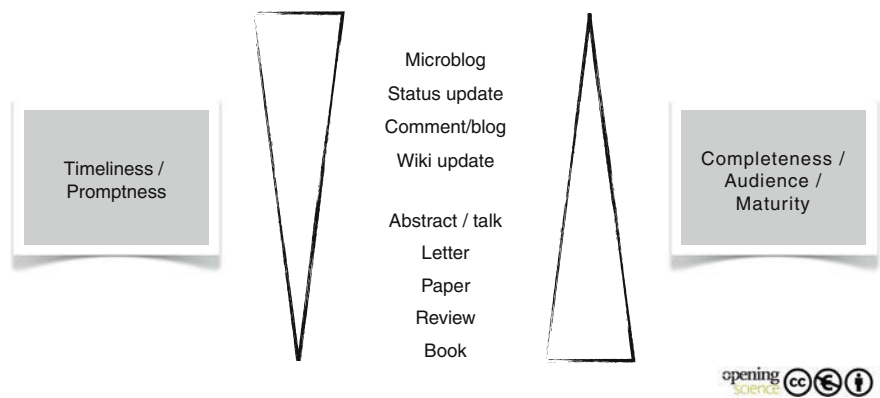 Timeliness /
Promptness
Microblog
Status update
Comment/blog
Wiki update
Abstract / talk
Letter
Paper
Review
Book
Completeness /
Audience /
Maturity
opening
science
cc